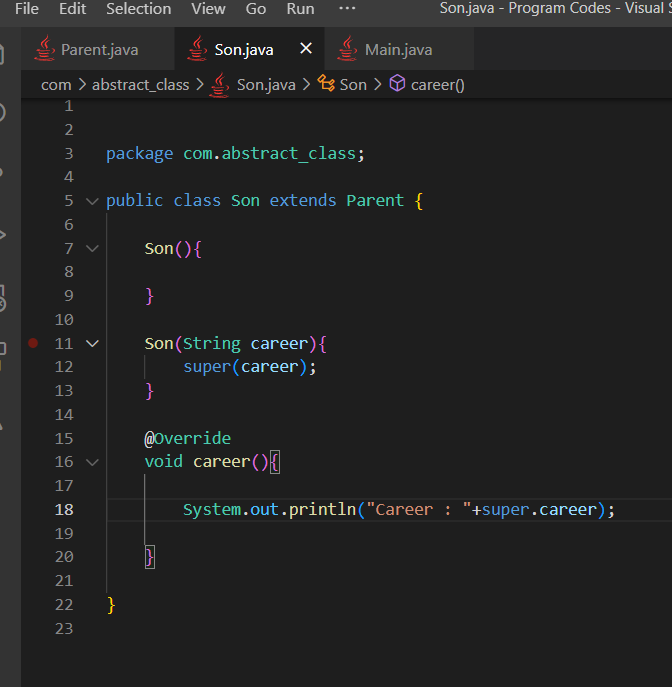 File Edit Selection View Go Run ··· Son.java - Program Codes - Visual S
Parent.java Son.java Main.java
com > abstract_class > Son.java > Son > career()
1
2
3 package com.abstract_class;
4
5 public class Son extends Parent {
6
7 Son(){
8
9 }
10
11 Son(String career){
12 super(career);
13 }
14
15 @Override
16 void career(){
17
18 System.out.println("Career : "+super.career);
19
20 }
21
22 }
23